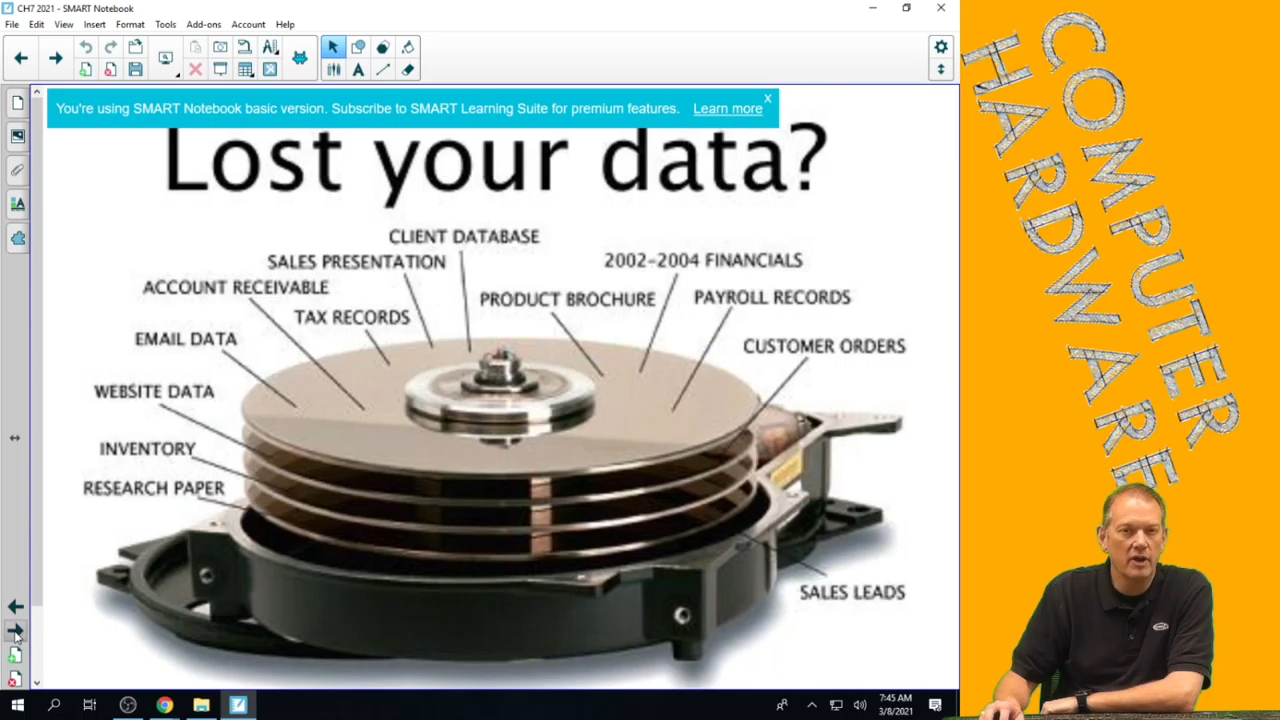 CH7 2021 - SMART Notebook
File Edit View Insert Format Tools Add-ons Account Help
You're using SMART Notebook basic version. Subscribe to SMART Learning Suite for premium features. Learn more X
Lost your data?
CLIENT DATABASE
SALES PRESENTATION
2002-2004 FINANCIALS
ACCOUNT RECEIVABLE
PRODUCT BROCHURE
PAYROLL RECORDS
TAX RECORDS
EMAIL DATA
CUSTOMER ORDERS
WEBSITE DATA
INVENTORY
RESEARCH PAPER
SALES LEADS
7:45 AM
3/8/2021
COMPUTER
HARDWARE